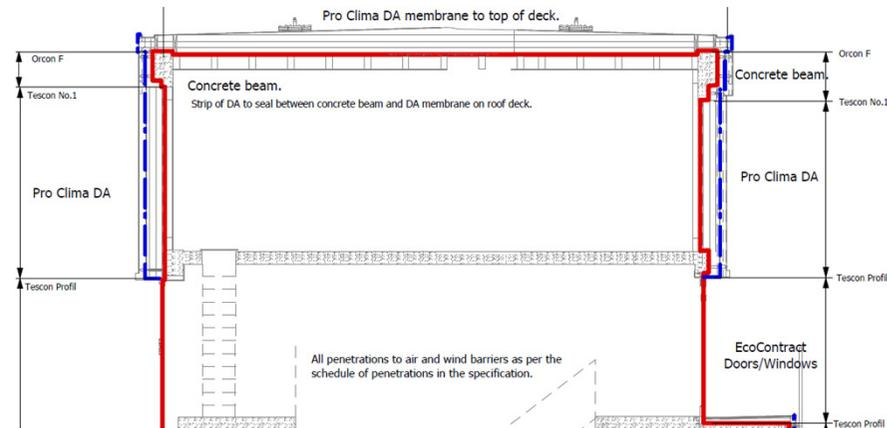 Pro Clima DA membrane to top of deck.
Orcon F
Orcon F
Concrete beam.
Concrete beam.
Tescon No.1
Strip of DA to seal between concrete beam and DA membrane on roof deck.
Tescon No.1
Pro Clima DA
Pro Clima DA
Tescon Profil
Tescon Profil
EcoContract
Doors/Windows
All penetrations to air and wind barriers as per the
schedule of penetrations in the specification.
Tescon Profil